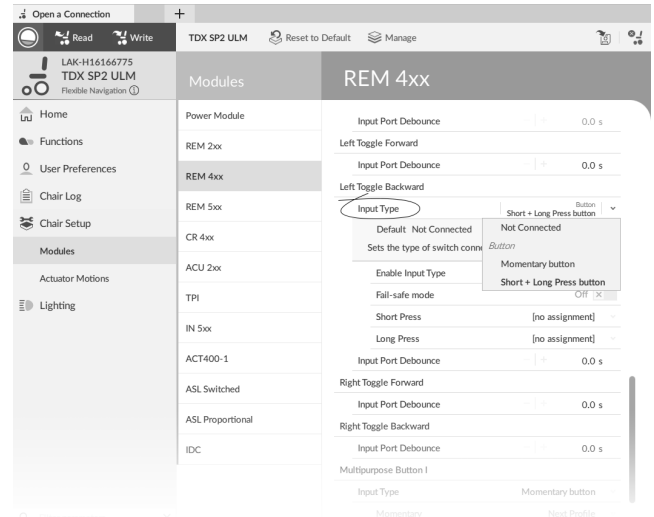 Open a Connection
+
Read
Write
TDX SP2 ULM
Reset to Default
Manage
LAK-H16166775
TDX SP2 ULM
Flexible Navigation
Home
Functions
User Preferences
Chair Log
Chair Setup
Modules
Actuator Motions
Lighting
Modules
Power Module
REM 2xx
REM 4xx
REM 5xx
CR 4xx
ACU 2xx
TPI
IN 5xx
ACT400-1
ASL Switched
ASL Proportional
IDC
REM 4xx
Input Port Debounce - + 0.0 s
Left Toggle Forward
Input Port Debounce - + 0.0 s
Left Toggle Backward
Input Type
Button
Short + Long Press button
Default Not Connected
Sets the type of switch conne
Not Connected
Button
Momentary button
Short + Long Press button
Enable Input Type
Fail-safe mode Off
Short Press [no assignment]
Long Press [no assignment]
Input Port Debounce - + 0.0 s
Right Toggle Forward
Input Port Debounce - + 0.0 s
Right Toggle Backward
Input Port Debounce - + 0.0 s
Multipurpose Button I
Input Type Momentary button
Momentary Next Profile